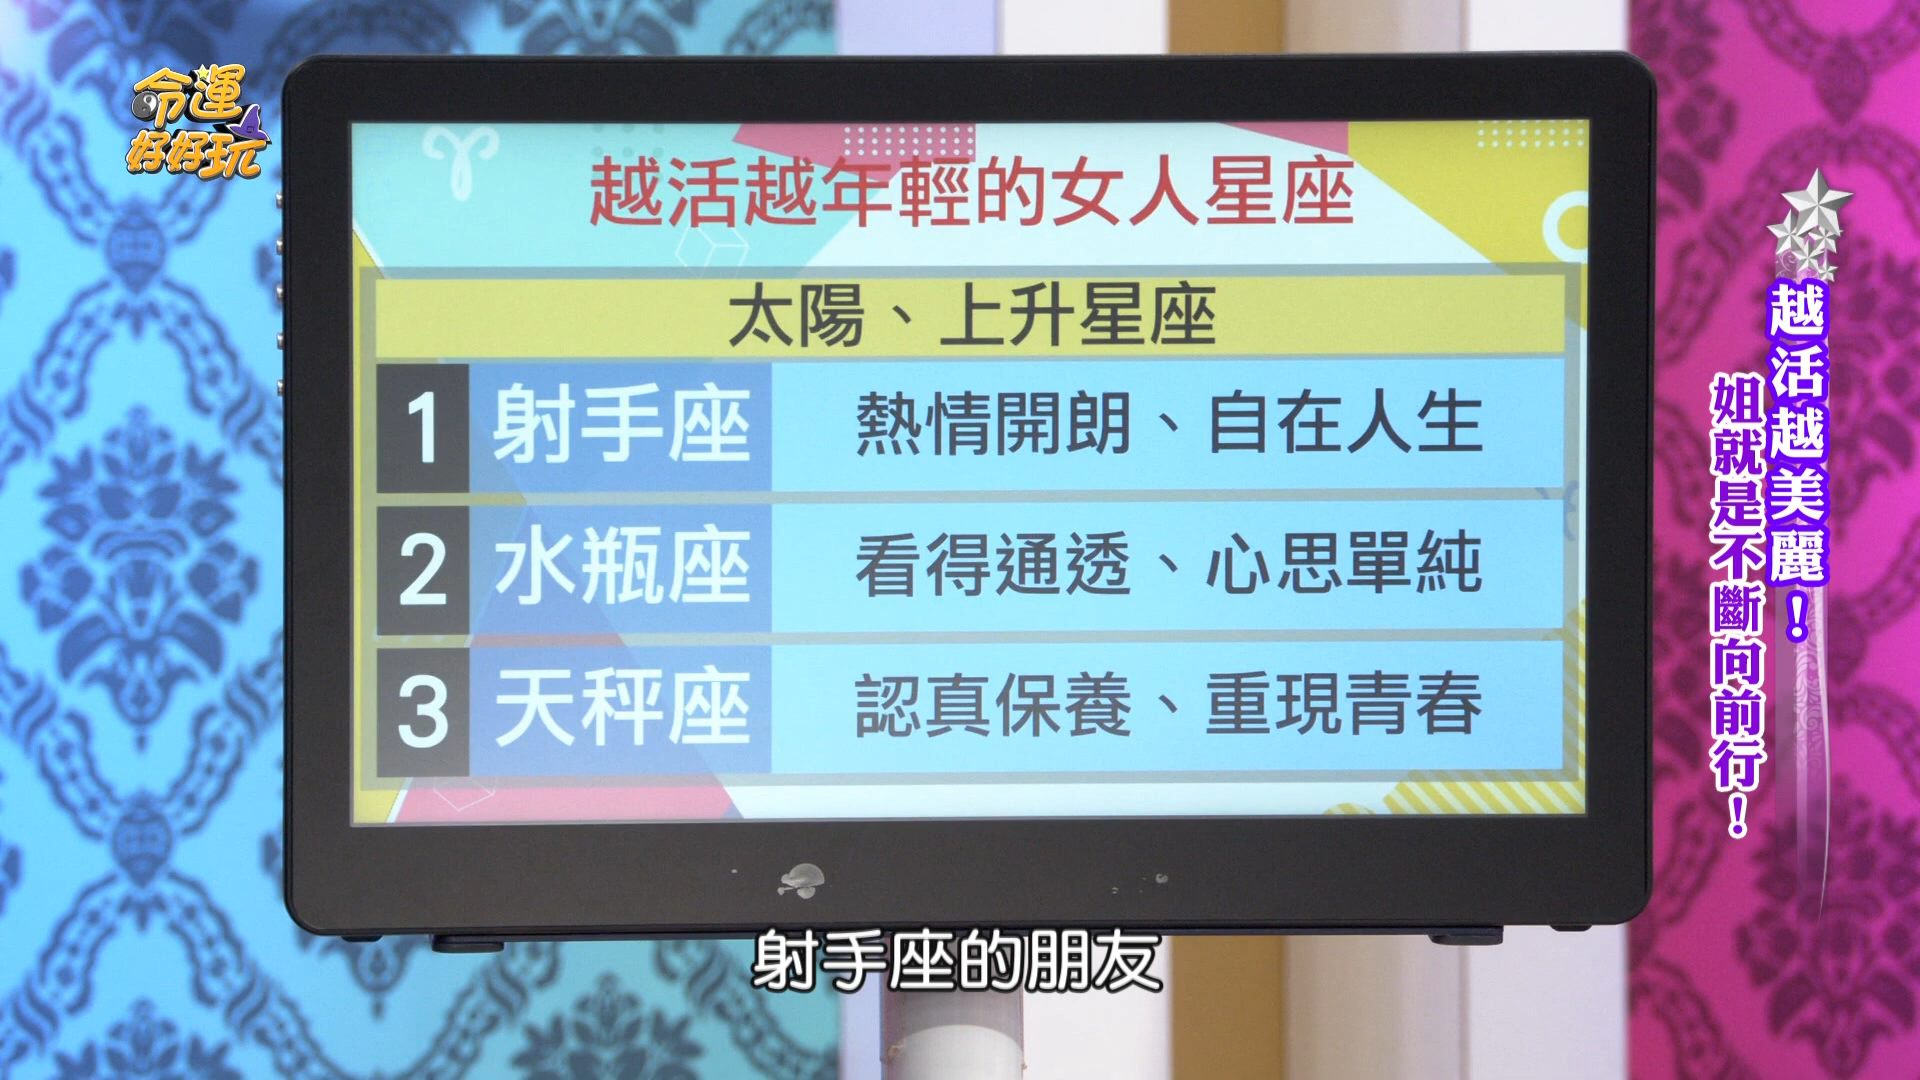 命運
好好玩
越活越年輕的女人星座
太陽、上升星座
1 射手座 熱情開朗、自在人生
2 水瓶座 看得通透、心思單純
3 天秤座 認真保養、重現青春
越活越美麗！
姐就是不斷向前行！
射手座的朋友